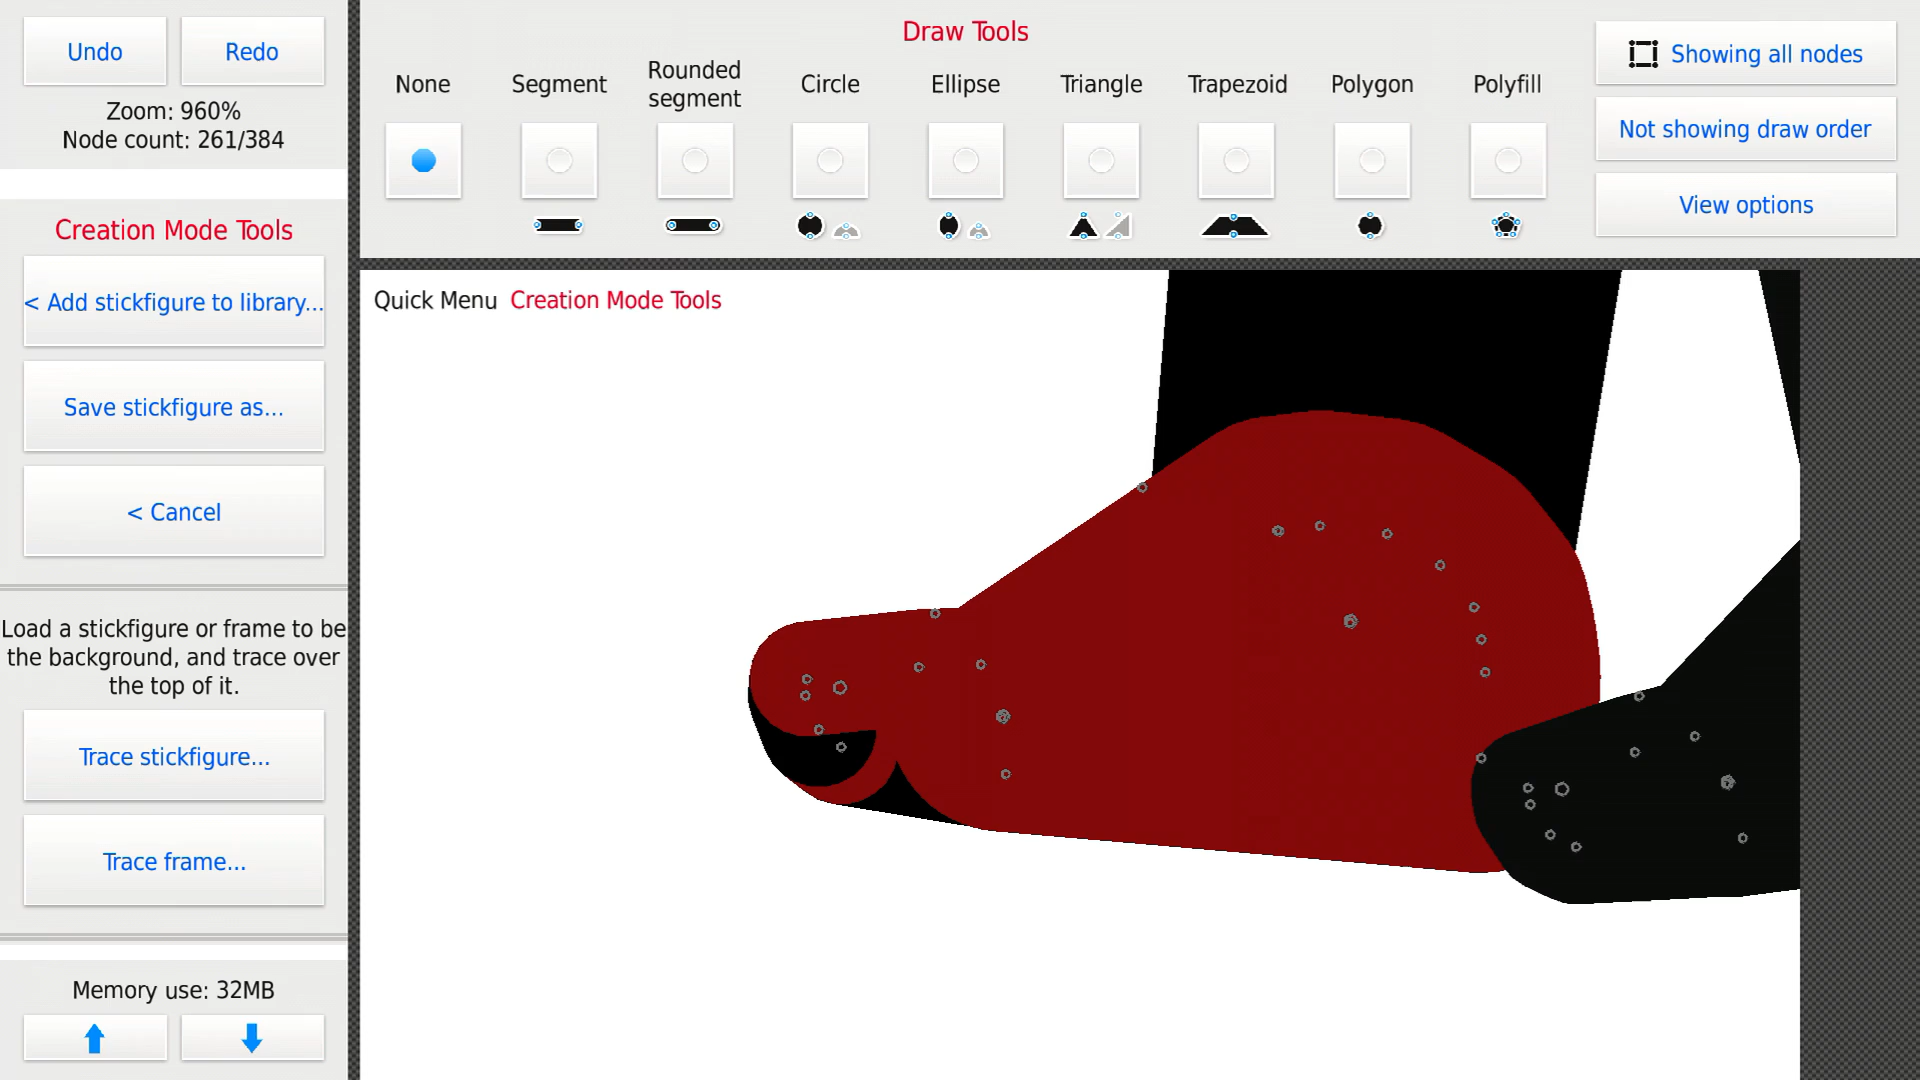 Undo
Redo
Zoom: 960%
Node count: 261/384
Creation Mode Tools
< Add stickfigure to library...
Save stickfigure as...
< Cancel
Load a stickfigure or frame to be
the background, and trace over
the top of it.
Trace stickfigure...
Trace frame...
Memory use: 32MB
Draw Tools
None
Segment
Rounded
segment
Circle
Ellipse
Triangle
Trapezoid
Polygon
Polyfill
Showing all nodes
Not showing draw order
View options
Quick Menu Creation Mode Tools